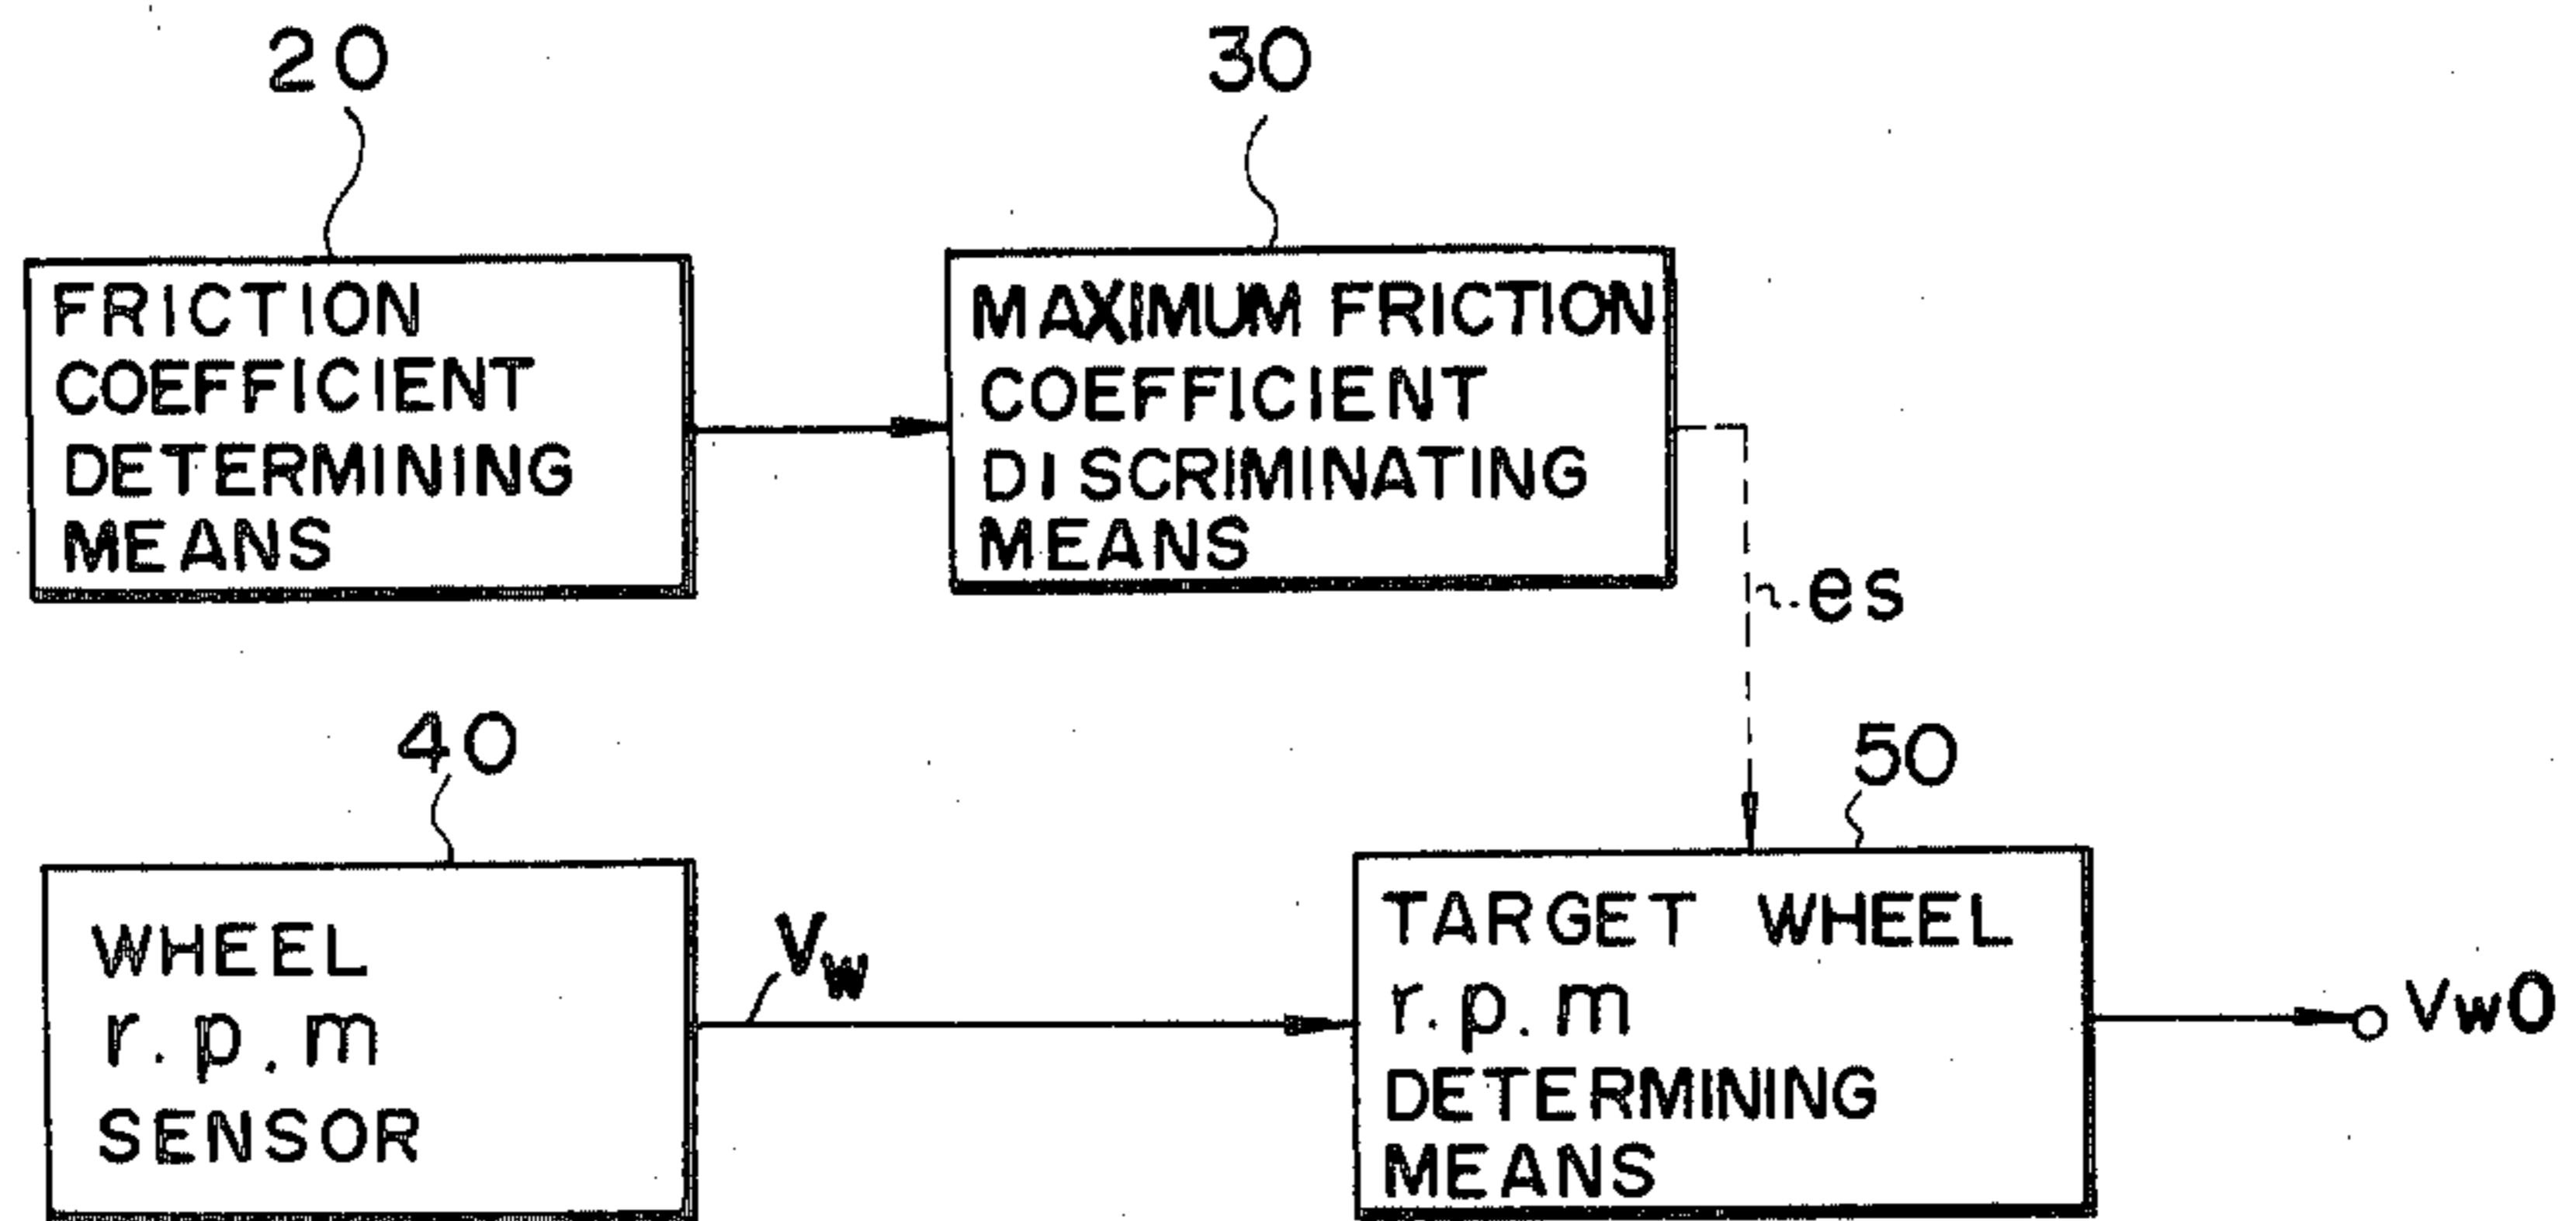 20
30
FRICTION
COEFFICIENT
DETERMINING
MEANS
MAXIMUM FRICTION
COEFFICIENT
DISCRIMINATING
MEANS
es
40
50
WHEEL
r.p.m
SENSOR
Vw
TARGET WHEEL
r.p.m
DETERMINING
MEANS
Vw0